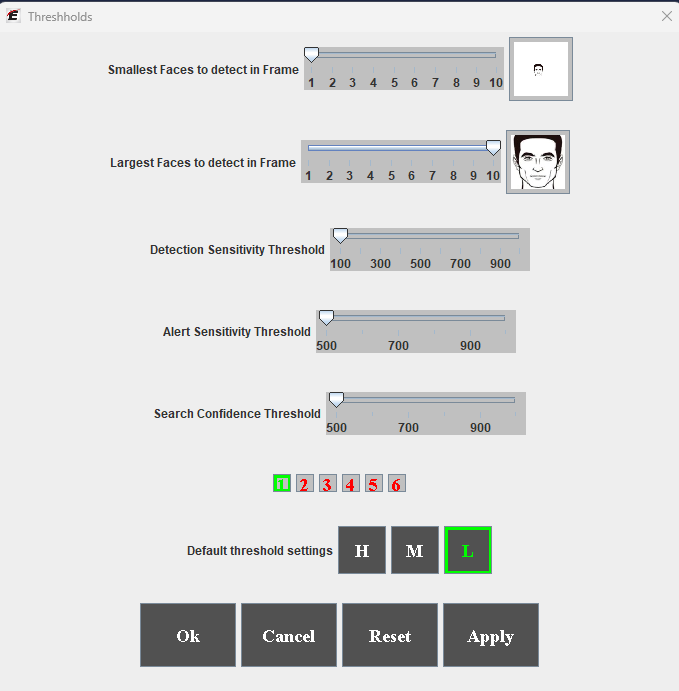 Threshholds
Smallest Faces to detect in Frame
1 2 3 4 5 6 7 8 9 10
Largest Faces to detect in Frame
1 2 3 4 5 6 7 8 9 10
Detection Sensitivity Threshold
100 300 500 700 900
Alert Sensitivity Threshold
500 700 900
Search Confidence Threshold
500 700 900
1 2 3 4 5 6
Default threshold settings H M L
Ok Cancel Reset Apply